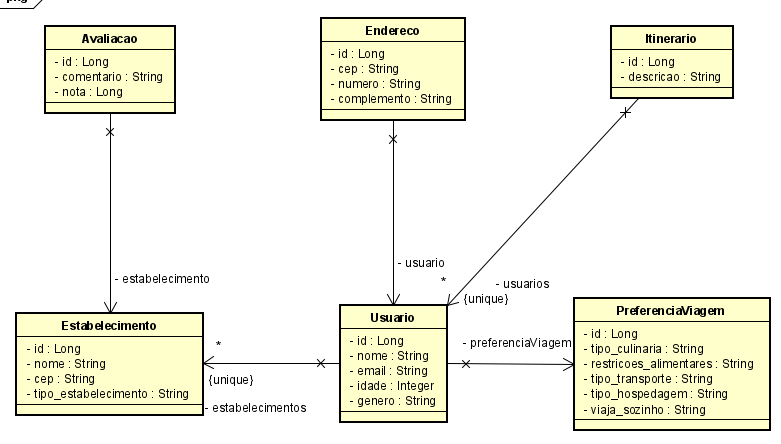 png
Avaliacao
- id : Long
- comentario : String
- nota : Long
Endereco
- id : Long
- cep : String
- numero : String
- complemento : String
Itinerario
- id : Long
- descricao : String
- estabelecimento
- usuario
*
- usuarios
{unique}
Estabelecimento
- id : Long
- nome : String
- cep : String
- tipo_estabelecimento : String
*
{unique}
- estabelecimentos
Usuario
- id : Long
- nome : String
- email : String
- idade : Integer
- genero : String
- preferenciaViagem
PreferenciaViagem
- id : Long
- tipo_culinaria : String
- restricoes_alimentares : String
- tipo_transporte : String
- tipo_hospedagem : String
- viaja_sozinho : String